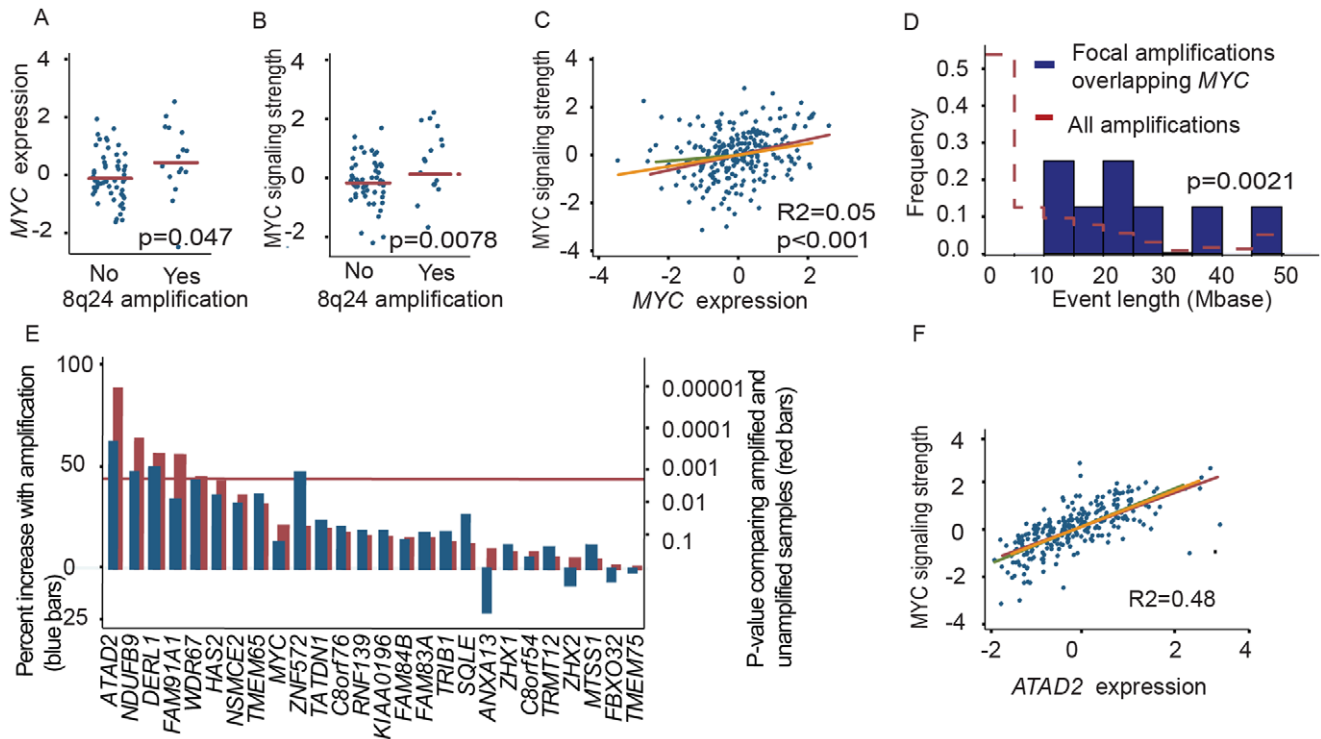 A
MYC expression
4
2
0
-2
p=0.047
No Yes
8q24 amplification
B
MYC signaling strength
4
2
0
-2
p=0.0078
No Yes
8q24 amplification
C
MYC signaling strength
4
2
0
-2
-4
R2=0.05
p<0.001
-4 -2 0 2
MYC expression
D
Frequency
0.5
0.4
0.3
0.2
0.1
0.0
Focal amplifications
overlapping MYC
All amplifications
p=0.0021
0 10 20 30 40 50
Event length (Mbase)
E
Percent increase with amplification
(blue bars)
100
50
0
25
0.00001
0.0001
0.001
0.01
0.1
P-value comparing amplified and
unamplified samples (red bars)
ATAD2
NDUFB9
DERL1
FAM91A1
WDR67
HAS2
NSMCE2
TMEM65
MYC
ZNF572
TATDN1
C8orf76
RNF139
KIAA0196
FAM84B
FAM83A
TRIB1
SQLE
ANXA13
ZHX1
C8orf54
TRMT12
ZHX2
MTSS1
FBXO32
TMEM75
F
MYC signaling strength
4
2
0
-2
-4
R2=0.48
-2 0 2 4
ATAD2 expression